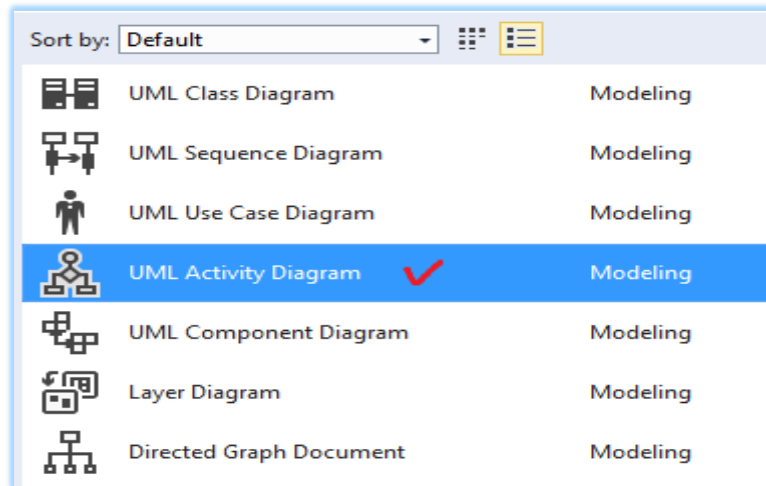 Sort by: Default
UML Class Diagram Modeling
UML Sequence Diagram Modeling
UML Use Case Diagram Modeling
UML Activity Diagram Modeling
UML Component Diagram Modeling
Layer Diagram Modeling
Directed Graph Document Modeling